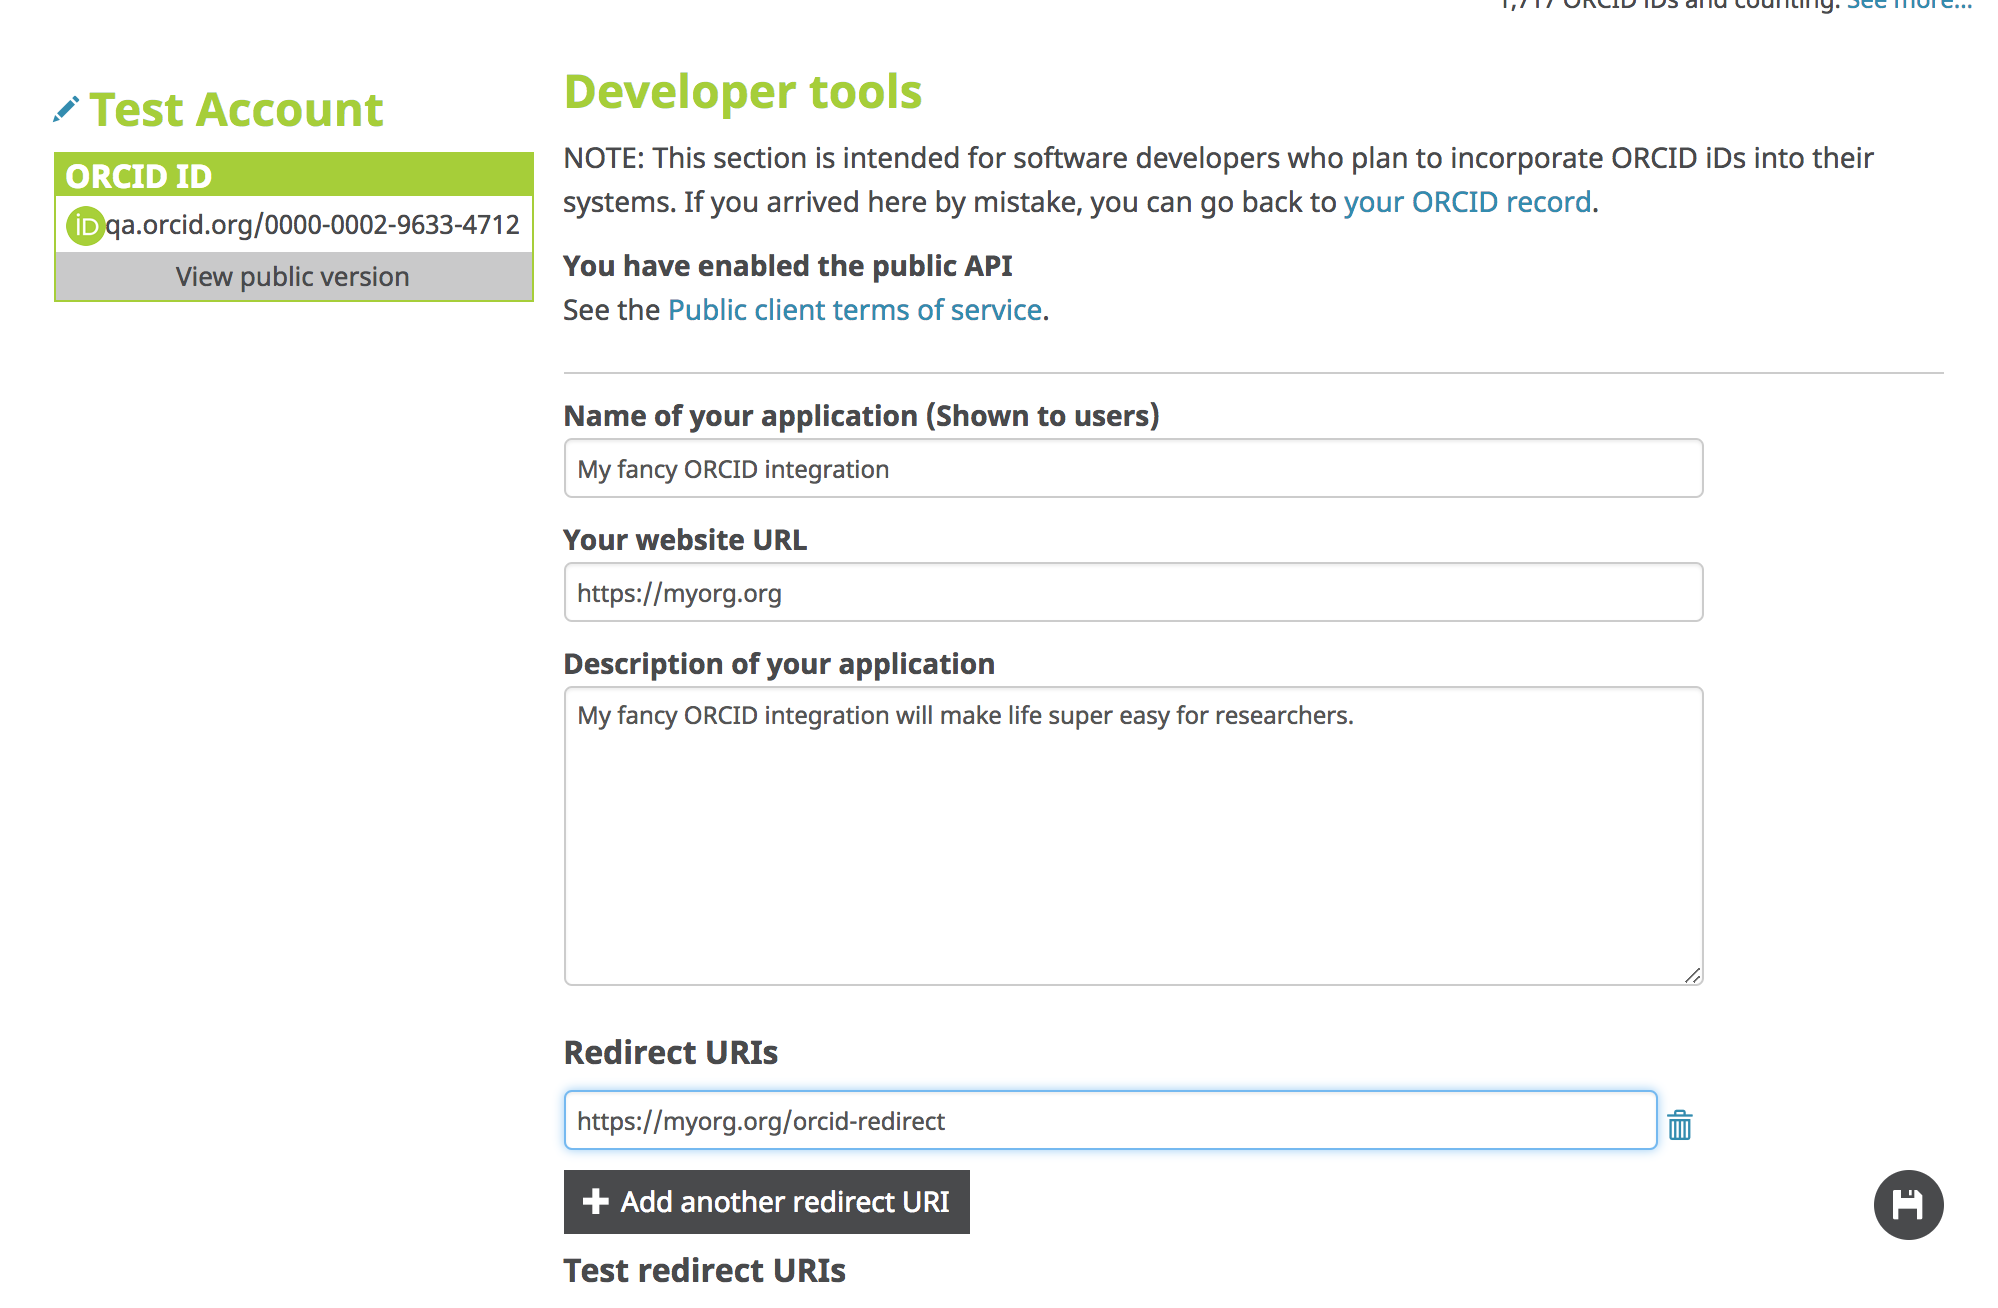 1,717 ORCID iDs and counting. See more...
Test Account
ORCID ID
iD qa.orcid.org/0000-0002-9633-4712
View public version
Developer tools
NOTE: This section is intended for software developers who plan to incorporate ORCID iDs into their
systems. If you arrived here by mistake, you can go back to your ORCID record.
You have enabled the public API
See the Public client terms of service.
Name of your application (Shown to users)
My fancy ORCID integration
Your website URL
https://myorg.org
Description of your application
My fancy ORCID integration will make life super easy for researchers.
Redirect URIs
https://myorg.org/orcid-redirect
Add another redirect URI
Test redirect URIs